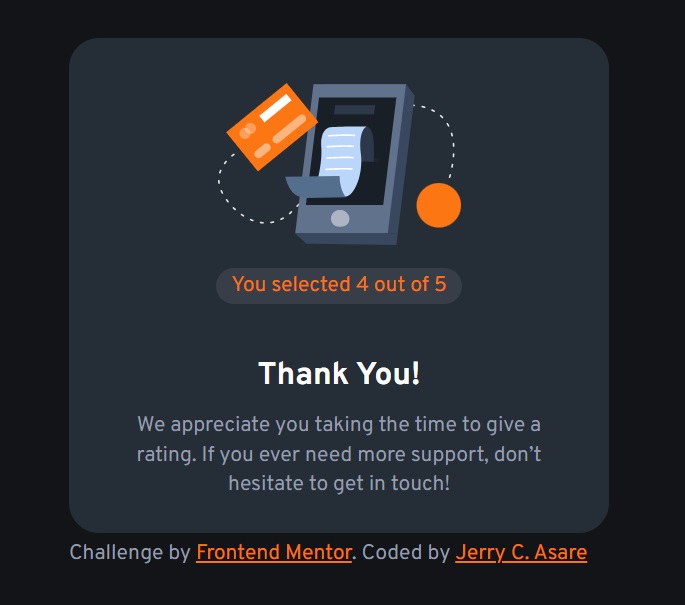 You selected 4 out of 5
Thank You!
We appreciate you taking the time to give a
rating. If you ever need more support, don’t
hesitate to get in touch!
Challenge by Frontend Mentor. Coded by Jerry C. Asare